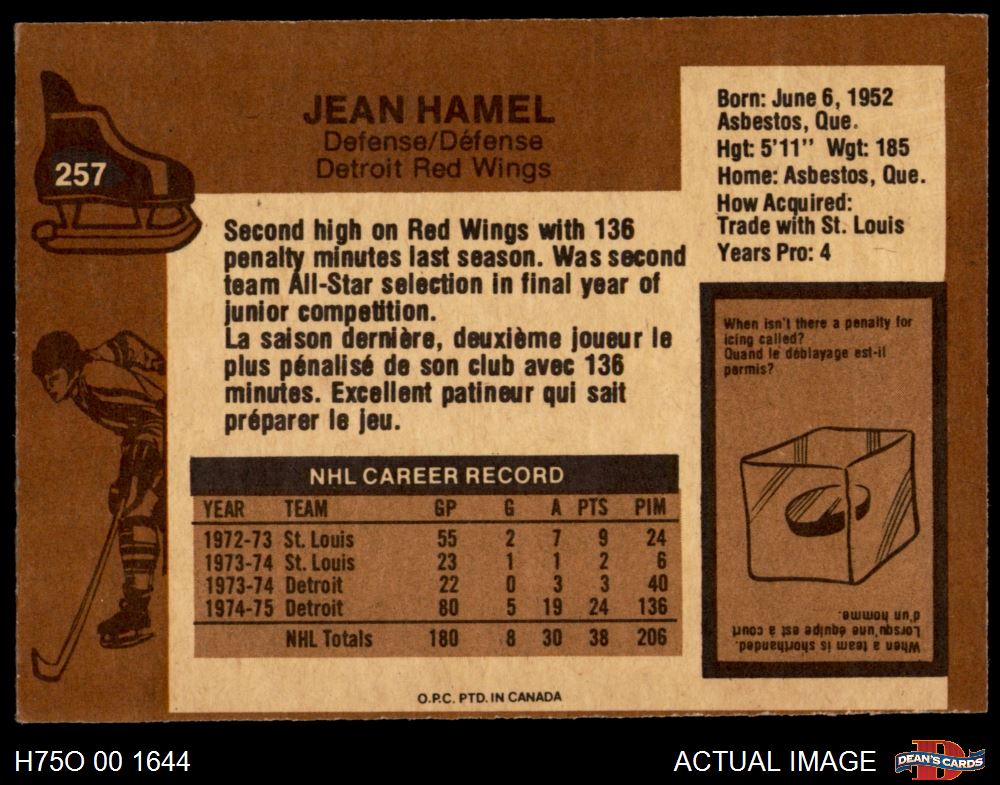 257
JEAN HAMEL
Defense/Défense
Detroit Red Wings
Born: June 6, 1952
Asbestos, Que.
Hgt: 5'11" Wgt: 185
Home: Asbestos, Que.
How Acquired:
Trade with St. Louis
Years Pro: 4
Second high on Red Wings with 136
penalty minutes last season. Was second
team All-Star selection in final year of
junior competition.
La saison dernière, deuxième joueur le
plus pénalisé de son club avec 136
minutes. Excellent patineur qui sait
préparer le jeu.
When isn't there a penalty for
icing called?
Quand le déblayage est-il
permis?
When a team is shorthanded.
Lorsqu'une équipe a court
d'un homme.
NHL CAREER RECORD
YEAR TEAM GP G A PTS PIM
1972-73 St. Louis 55 2 7 9 24
1973-74 St. Louis 23 1 1 2 6
1973-74 Detroit 22 0 3 3 40
1974-75 Detroit 80 5 19 24 136
NHL Totals 180 8 30 38 206
O.P.C. PTD. IN CANADA
H75O 00 1644
ACTUAL IMAGE
DEAN'S CARDS